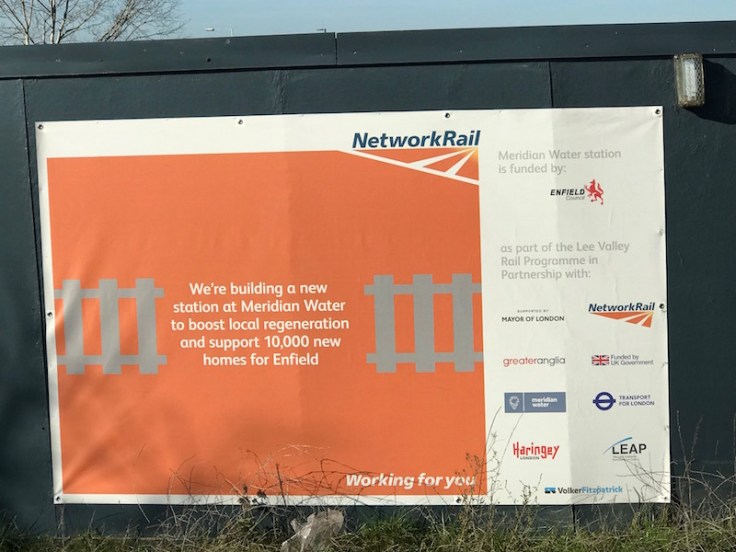 NetworkRail
We're building a new
station at Meridian Water
to boost local regeneration
and support 10,000 new
homes for Enfield
Working for you
Meridian Water station
is funded by:
ENFIELD
Council
as part of the Lee Valley
Rail Programme in
Partnership with:
SUPPORTED BY
MAYOR OF LONDON
NetworkRail
greateranglia
Funded by
UK Government
meridian
water
TRANSPORT
FOR LONDON
Haringey
LONDON
LEAP
VolkerFitzpatrick